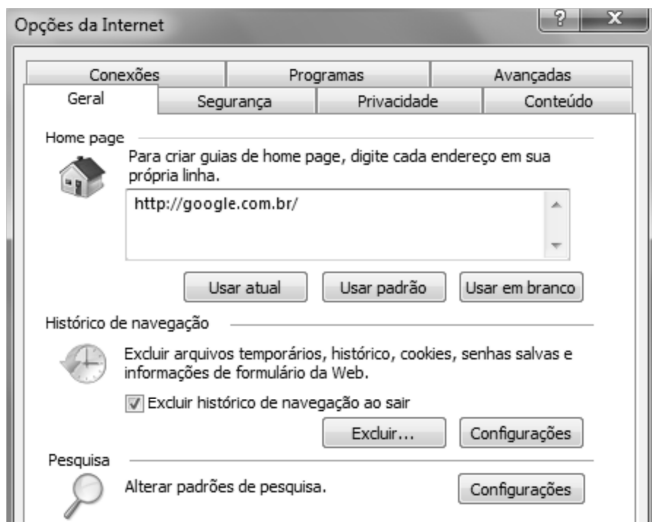 Opções da Internet
Conexões Programas Avançadas
Geral Segurança Privacidade Conteúdo
Home page
Para criar guias de home page, digite cada endereço em sua
própria linha.
http://google.com.br/
Usar atual Usar padrão Usar em branco
Histórico de navegação
Excluir arquivos temporários, histórico, cookies, senhas salvas e
informações de formulário da Web.
Excluir histórico de navegação ao sair
Excluir... Configurações
Pesquisa
Alterar padrões de pesquisa. Configurações